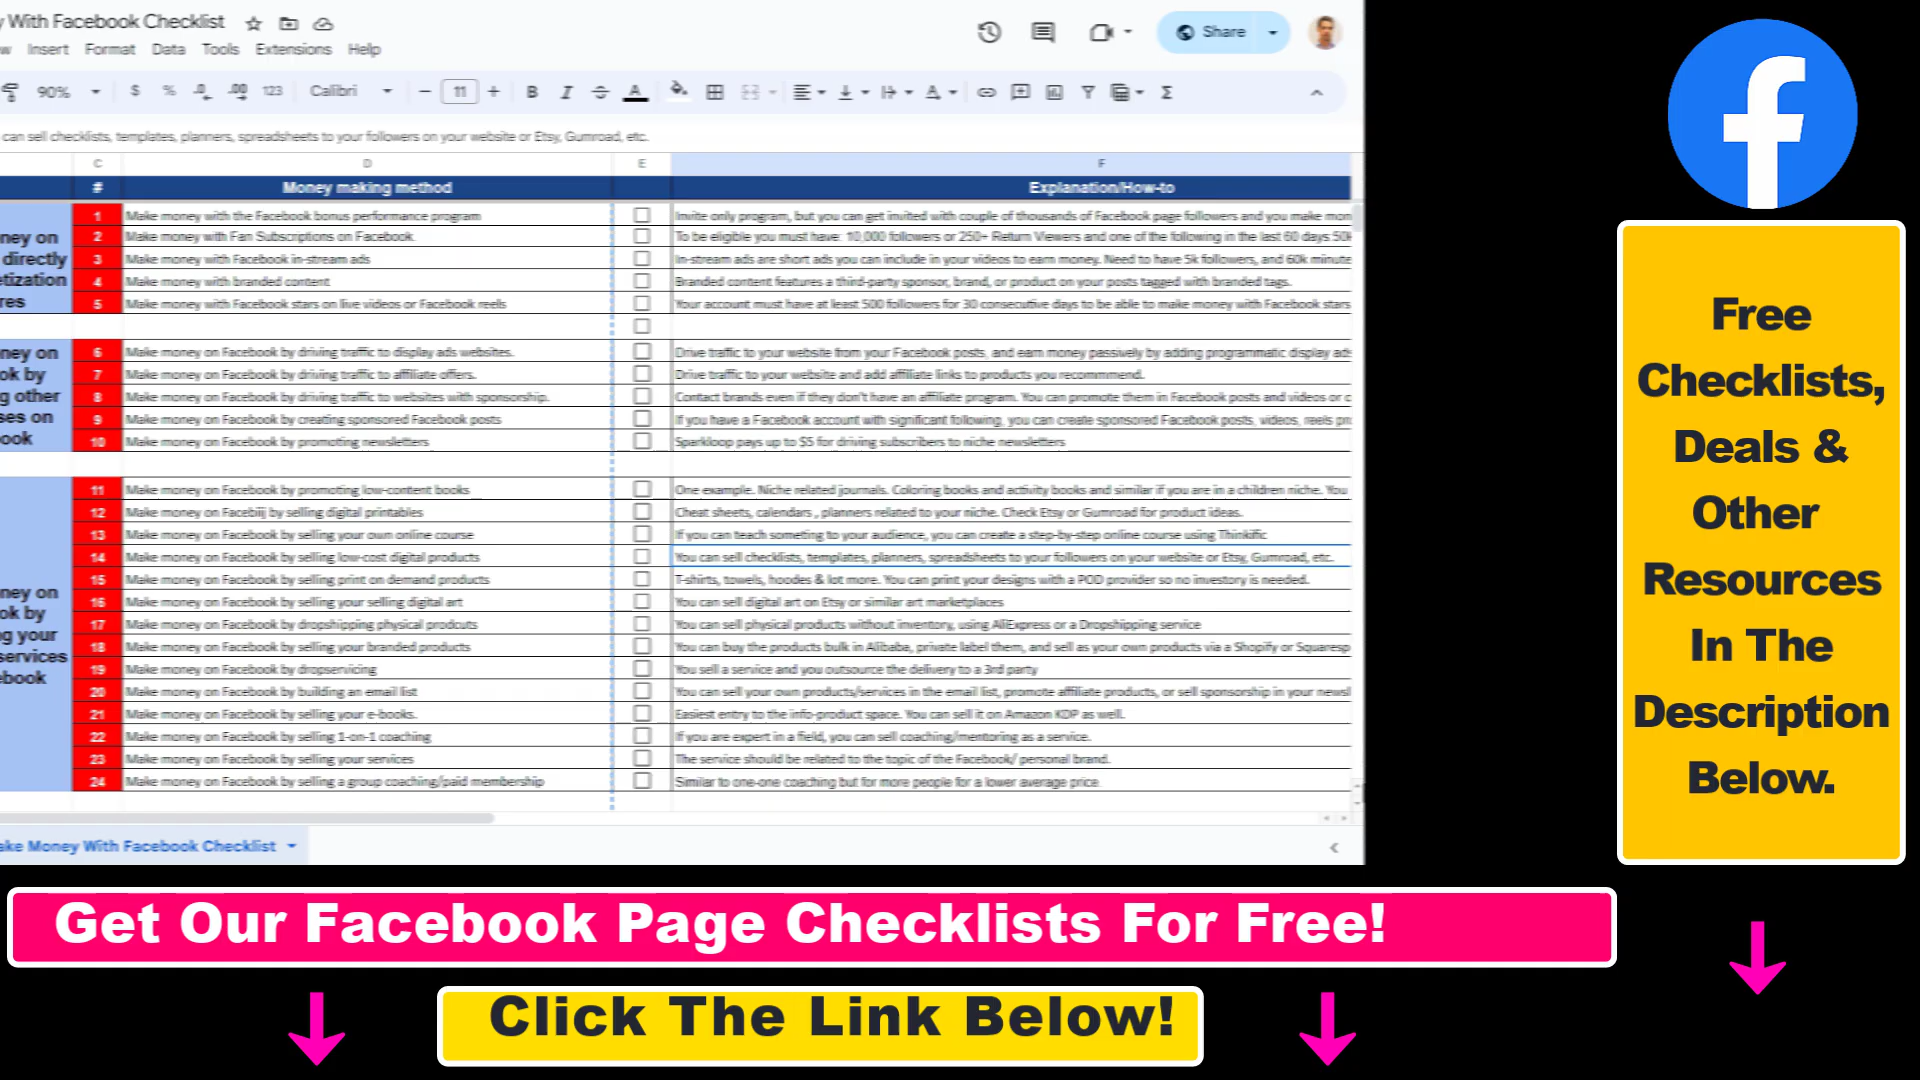 y With Facebook Checklist
Insert Format Data Tools Extensions Help
Share
90% $ % 123 Calibri 11 B I A
can sell checklists, templates, planners, spreadsheets to your followers on your website or Etsy, Gumroad, etc.
C D E F
# Money making method Explanation/How-to
1 Make money with the Facebook bonus performance program Invite only program, but you can get invited with couple of thousands of Facebook page followers and you make mon
2 Make money with Fan Subscriptions on Facebook. To be eligible you must have: 10,000 followers or 250+ Return Viewers and one of the following in the last 60 days 50k
3 Make money with Facebook in-stream ads In-stream ads are short ads you can include in your videos to earn money. Need to have 5k followers, and 60k minute
4 Make money with branded content Branded content features a third-party sponsor, brand, or product on your posts tagged with branded tags.
5 Make money with Facebook stars on live videos or Facebook reels Your account must have at least 500 followers for 30 consecutive days to be able to make money with Facebook stars
ney on
directly
tization
res
6 Make money on Facebook by driving traffic to display ads websites. Drive traffic to your website from your Facebook posts, and earn money passively by adding programmatic display ads
7 Make money on Facebook by driving traffic to affiliate offers. Drive traffic to your website and add affiliate links to products you recommmend.
8 Make money on Facebook by driving traffic to websites with sponsorship. Contact brands even if they don't have an affiliate program. You can promote them in Facebook posts and videos or c
9 Make money on Facebook by creating sponsored Facebook posts If you have a Facebook account with significant following, you can create sponsored Facebook posts, videos, reels pro
10 Make money on Facebook by promoting newsletters Sparkloop pays up to $5 for driving subscribers to niche newsletters
ney on
ok by
g other
ses on
ook
11 Make money on Facebook by promoting low-content books One example. Niche related journals. Coloring books and activity books and similar if you are in a children niche. You
12 Make money on Facebiij by selling digital printables Cheat sheets, calendars , planners related to your niche. Check Etsy or Gumroad for product ideas.
13 Make money on Facebook by selling your own online course If you can teach someting to your audience, you can create a step-by-step online course using Thinkific
14 Make money on Facebook by selling low-cost digital products You can sell checklists, templates, planners, spreadsheets to your followers on your website or Etsy, Gumroad, etc.
15 Make money on Facebook by selling print on demand products T-shirts, towels, hoodes & lot more. You can print your designs with a POD provider so no inventory is needed.
16 Make money on Facebook by selling your selling digital art You can sell digital art on Etsy or similar art marketplaces
17 Make money on Facebook by dropshipping physical prodcuts You can sell physical products without inventory, using AliExpress or a Dropshipping service
18 Make money on Facebook by selling your branded products You can buy the products bulk in Alibaba, private label them, and sell as your own products via a Shopify or Squaresp
19 Make money on Facebook by dropservicing You sell a service and you outsource the delivery to a 3rd party
20 Make money on Facebook by building an email list You can sell your own products/services in the email list, promote affiliate products, or sell sponsorship in your newsl
21 Make money on Facebook by selling your e-books. Easiest entry to the info-product space. You can sell it on Amazon KDP as well.
22 Make money on Facebook by selling 1-on-1 coaching If you are expert in a field, you can sell coaching/mentoring as a service.
23 Make money on Facebook by selling your services The service should be related to the topic of the Facebook/ personal brand.
24 Make money on Facebook by selling a group coaching/paid membership Similar to one-one coaching but for more people for a lower average price
ney on
ok by
g your
services
ebook
ake Money With Facebook Checklist
Free
Checklists,
Deals &
Other
Resources
In The
Description
Below.
Get Our Facebook Page Checklists For Free!
Click The Link Below!